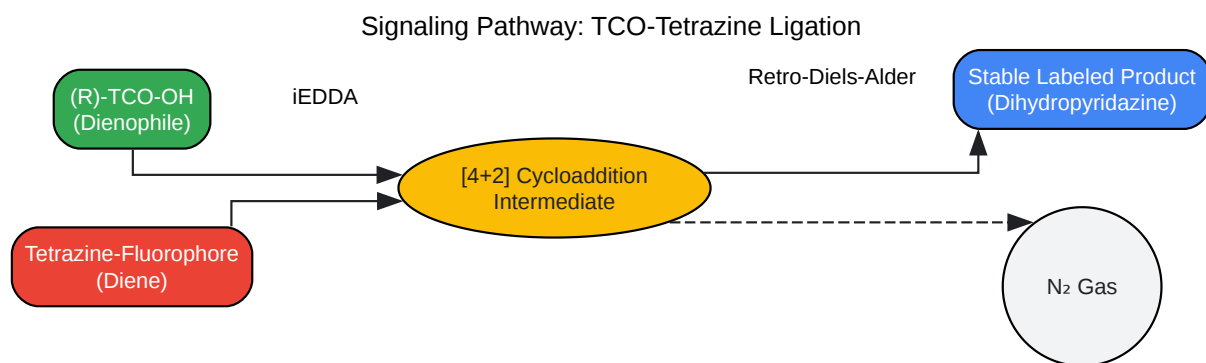 Signaling Pathway: TCO-Tetrazine Ligation
(R)-TCO-OH
(Dienophile)
iEDDA
Retro-Diels-Alder
Stable Labeled Product
(Dihydropyridazine)
[4+2] Cycloaddition
Intermediate
Tetrazine-Fluorophore
(Diene)
N₂ Gas